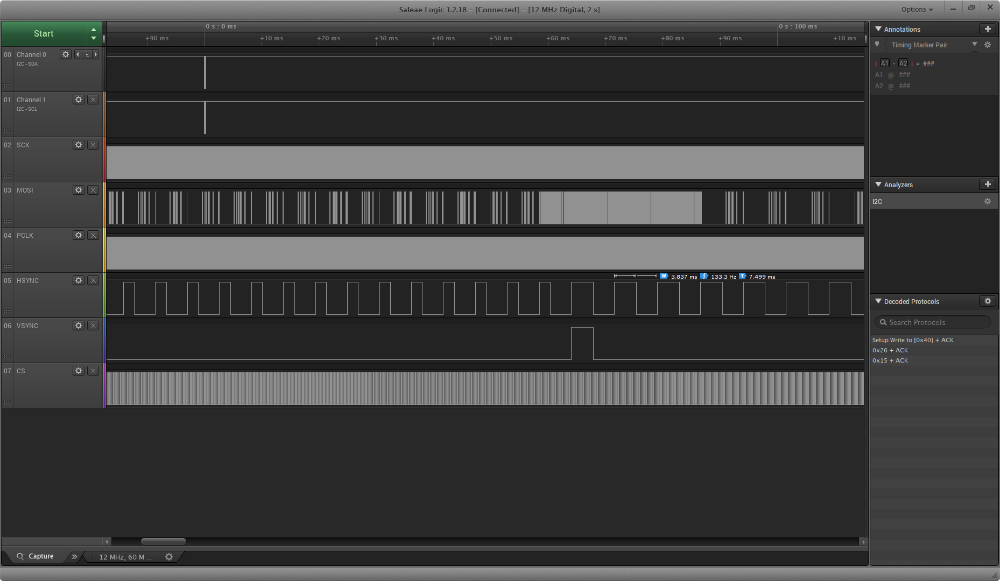 Saleae Logic 1.2.18 - [Connected] - [12 MHz Digital, 2 s]
Options
Start
0 s : 0 ms
0 s : 100 ms
+90 ms
+10 ms
+20 ms
+30 ms
+40 ms
+50 ms
+60 ms
+70 ms
+80 ms
+90 ms
+10 ms
00
Channel 0
I2C - SDA
01
Channel 1
I2C - SCL
02
SCK
03
MOSI
04
PCLK
05
HSYNC
W 3.837 ms f 133.3 Hz T 7.499 ms
06
VSYNC
07
CS
Annotations
Timing Marker Pair
| A1 - A2 | = ###
A1 @ ###
A2 @ ###
Analyzers
I2C
Decoded Protocols
Search Protocols
Setup Write to [0x40] + ACK
0x26 + ACK
0x15 + ACK
Capture
12 MHz, 60 M ...